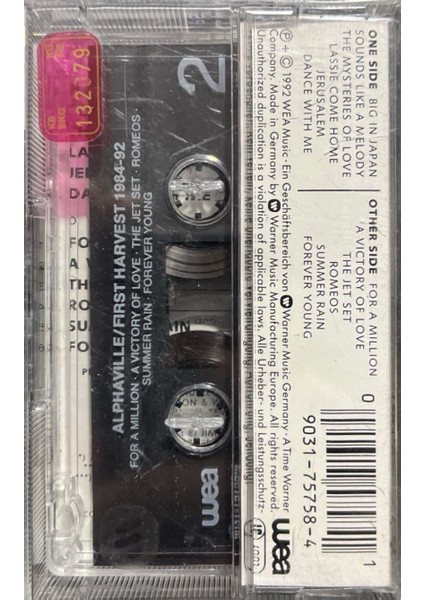 132079
2
ALPHAVILLE/FIRST HARVEST 1984-92
FOR A MILLION · A VICTORY OF LOVE · THE JET SET · ROMEOS ·
SUMMER RAIN · FOREVER YOUNG
wea
ONE SIDE BIG IN JAPAN
SOUNDS LIKE A MELODY
THE MYSTERIES OF LOVE
LASSIE COME HOME
JERUSALEM
DANCE WITH ME
OTHER SIDE FOR A MILLION
A VICTORY OF LOVE
THE JET SET
ROMEOS
SUMMER RAIN
FOREVER YOUNG
℗ + © 1992 WEA Music · Ein Geschäftsbereich von Warner Music Germany · A Time Warner
Company. Made in Germany by Warner Music Manufacturing Europe. All rights reserved.
Unauthorized duplication is a violation of applicable laws. Alle Urheber- und Leistungsschutz-
wea
0
9031-75758-4
1